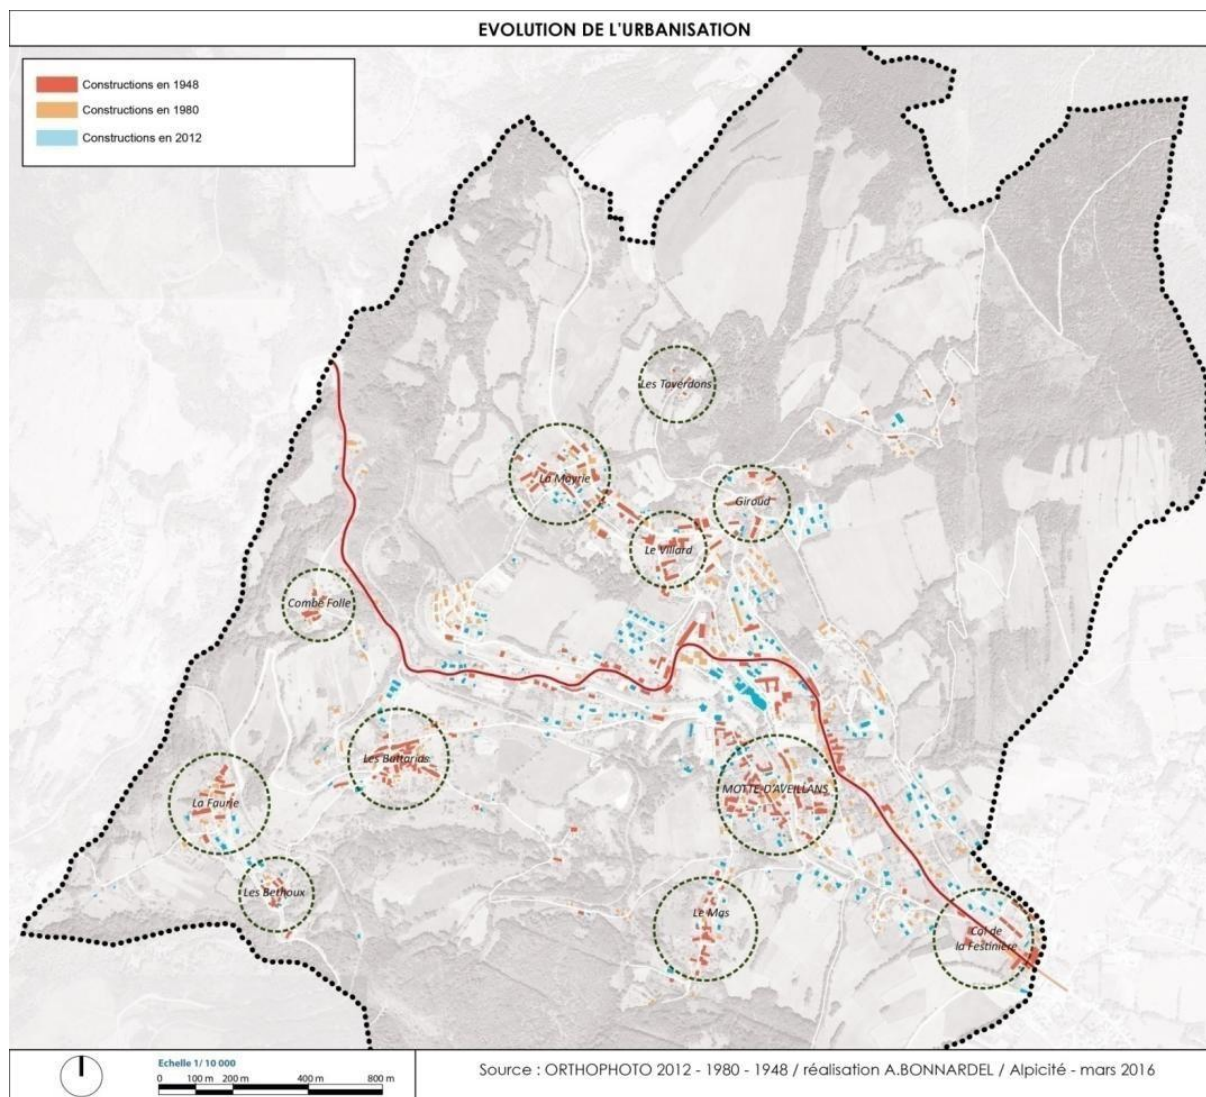 EVOLUTION DE L'URBANISATION
Constructions en 1948
Constructions en 1980
Constructions en 2012
Les Taverdons
La Mayrie
Giraud
Le Villard
Combe Folle
Les Buttarias
La Faurie
MOTTE-D'AVEILLANS
Les Bethoux
Le Mas
Col de
la Festinière
Echelle 1/ 10 000
0 100 m 200 m 400 m 800 m
Source : ORTHOPHOTO 2012 - 1980 - 1948 / réalisation A.BONNARDEL / Alpicité - mars 2016